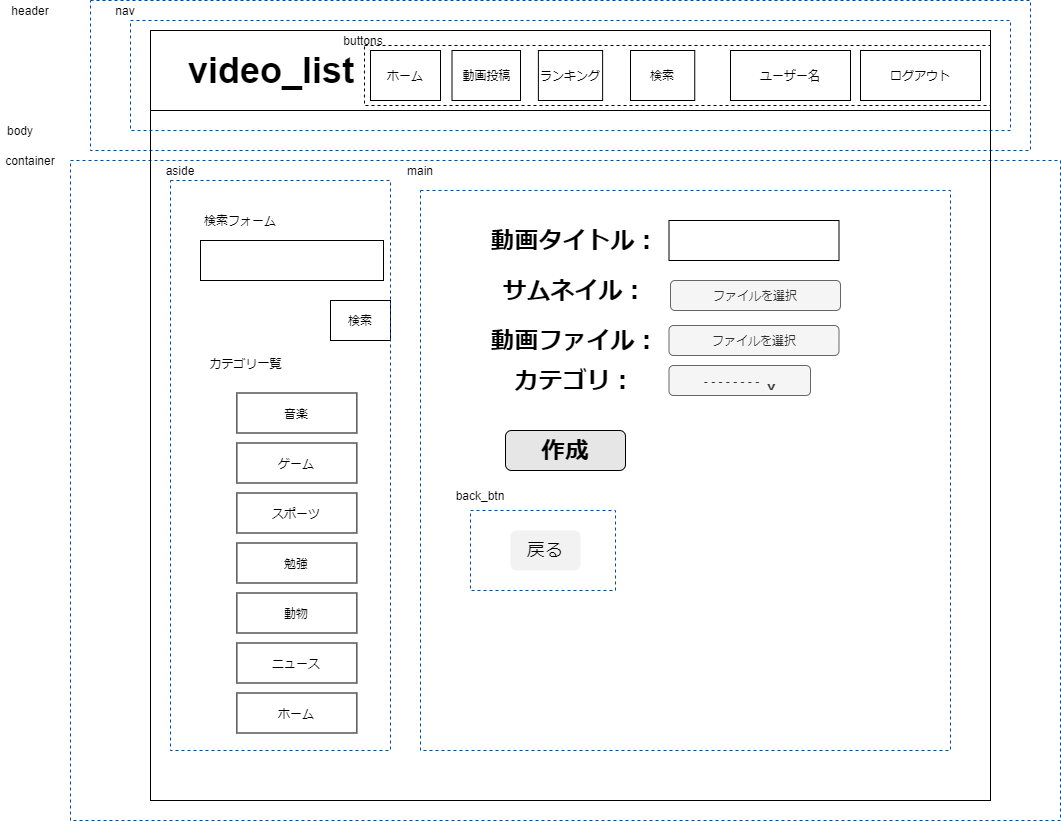 header
nav
buttons
video_list
ホーム
動画投稿
ランキング
検索
ユーザー名
ログアウト
body
container
aside
検索フォーム
検索
カテゴリ一覧
音楽
ゲーム
スポーツ
勉強
動物
ニュース
ホーム
main
動画タイトル：
サムネイル：
ファイルを選択
動画ファイル：
ファイルを選択
カテゴリ：
-------- v
作成
back_btn
戻る